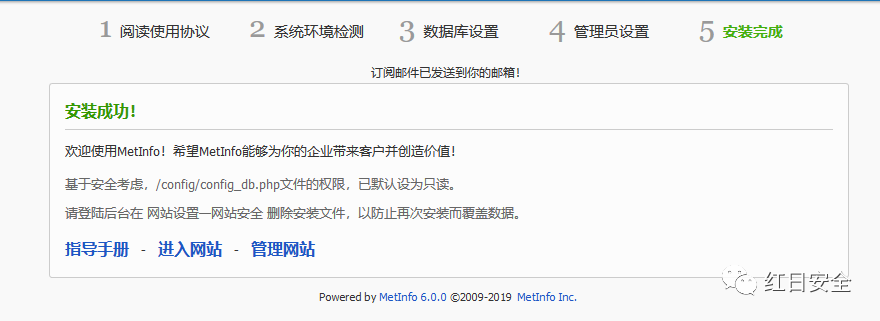 1 阅读使用协议 2 系统环境检测 3 数据库设置 4 管理员设置 5 安装完成
订阅邮件已发送到你的邮箱！
安装成功！
欢迎使用MetInfo！希望MetInfo能够为你的企业带来客户并创造价值！
基于安全考虑，/config/config_db.php文件的权限，已默认设为只读。
请登陆后台在 网站设置—网站安全 删除安装文件，以防止再次安装而覆盖数据。
指导手册 - 进入网站 - 管理网站
红日安全
Powered by MetInfo 6.0.0 ©2009-2019 MetInfo Inc.